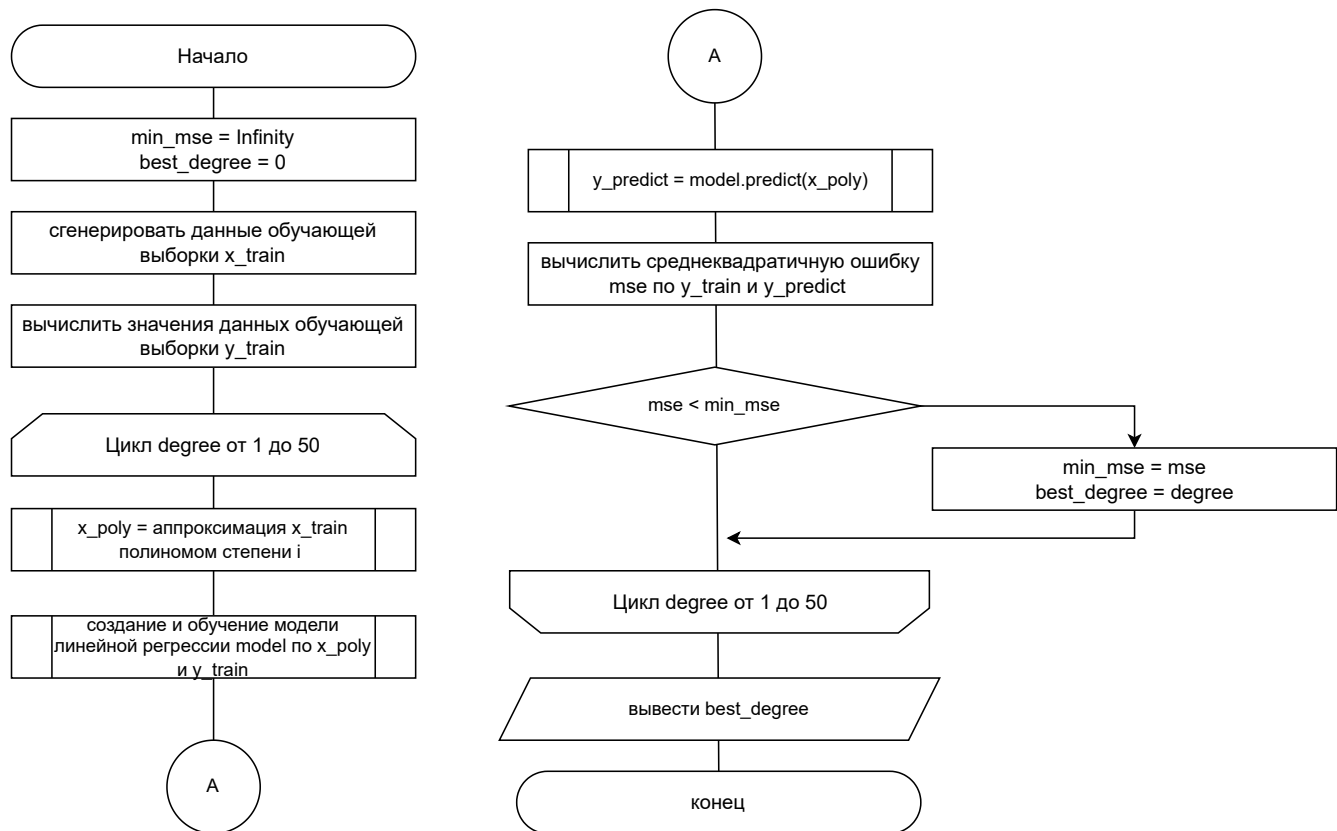 Начало
min_mse = Infinity
best_degree = 0
сгенерировать данные обучающей
выборки x_train
вычислить значения данных обучающей
выборки y_train
Цикл degree от 1 до 50
x_poly = аппроксимация x_train
полиномом степени i
создание и обучение модели
линейной регрессии model по x_poly
и y_train
A
A
y_predict = model.predict(x_poly)
вычислить среднеквадратичную ошибку
mse по y_train и y_predict
mse < min_mse
min_mse = mse
best_degree = degree
Цикл degree от 1 до 50
вывести best_degree
конец